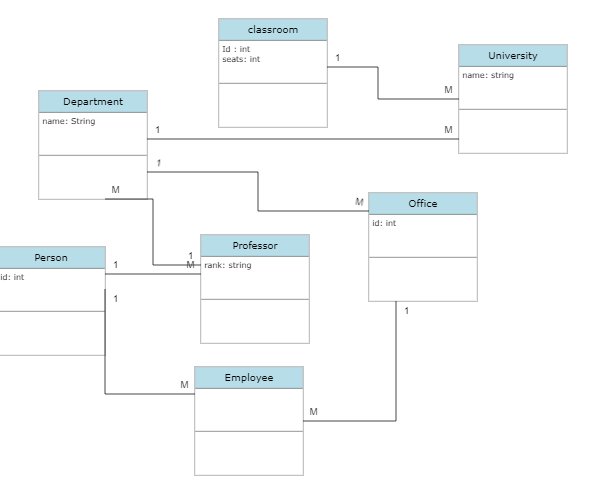 classroom
Id : int
seats: int
1
University
name: string
M
Department
name: String
1
M
1
M
M
Office
id: int
Professor
rank: string
1
M
Person
id: int
1
1
1
Employee
M
M